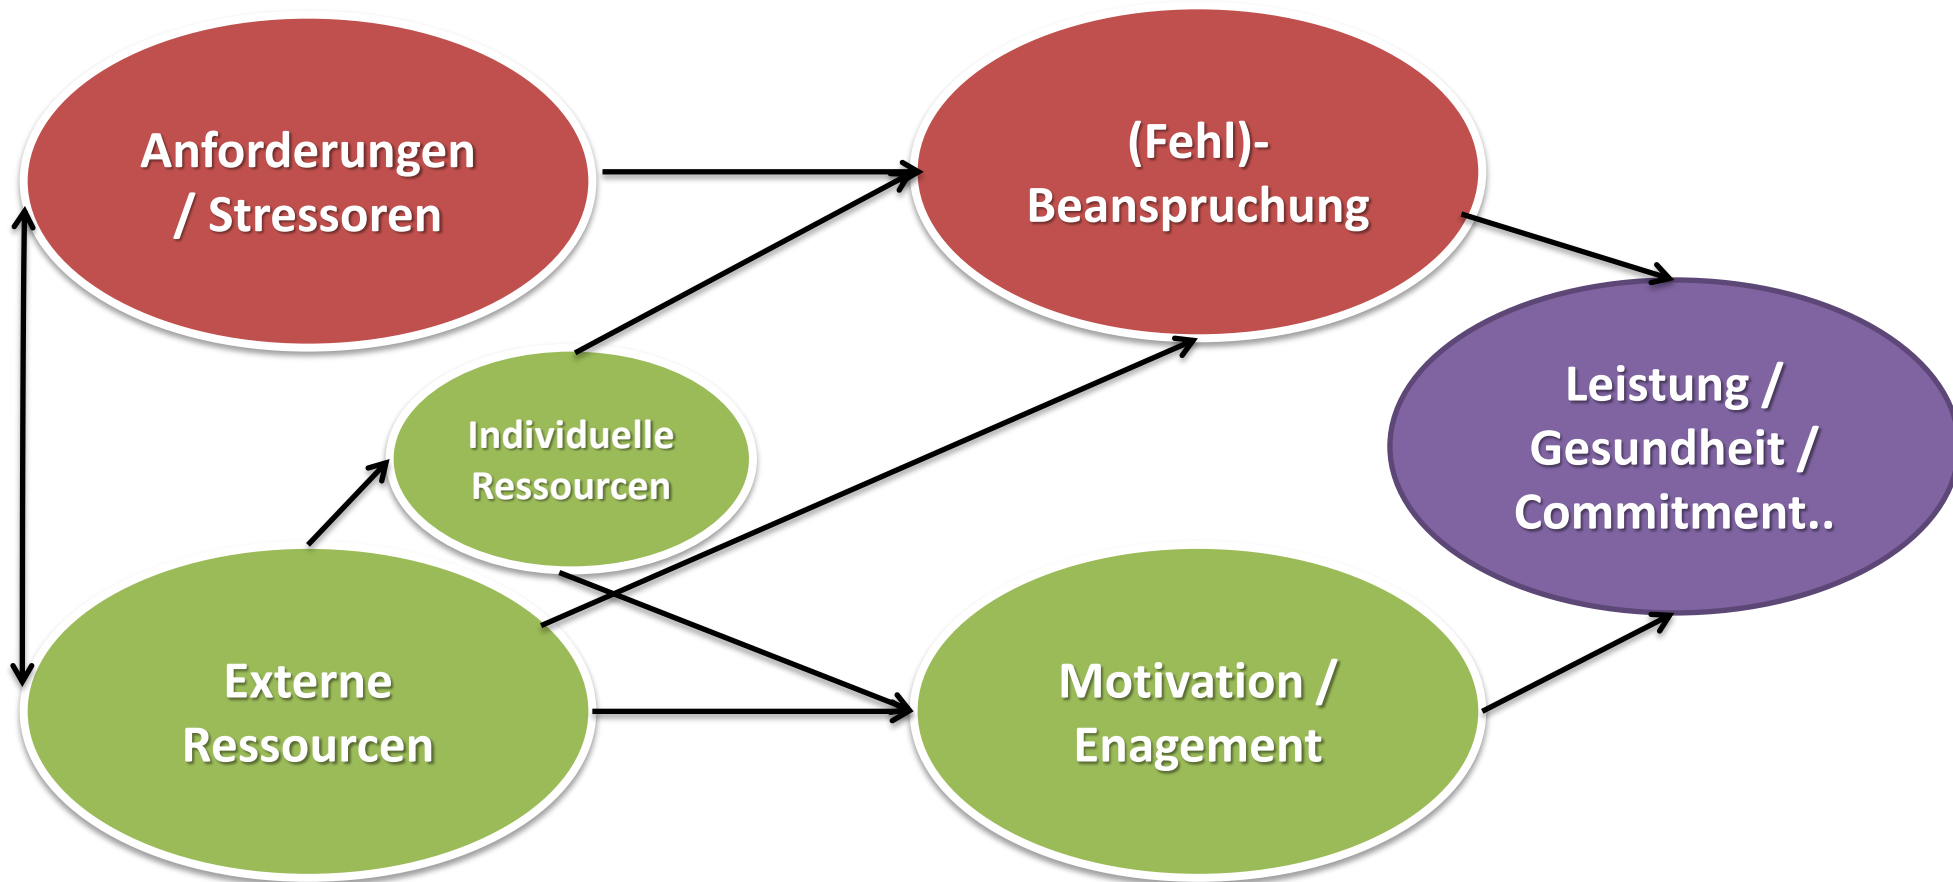 Anforderungen
/ Stressoren
(Fehl)-
Beanspruchung
Leistung /
Gesundheit /
Commitment..
Individuelle
Ressourcen
Externe
Ressourcen
Motivation /
Enagement